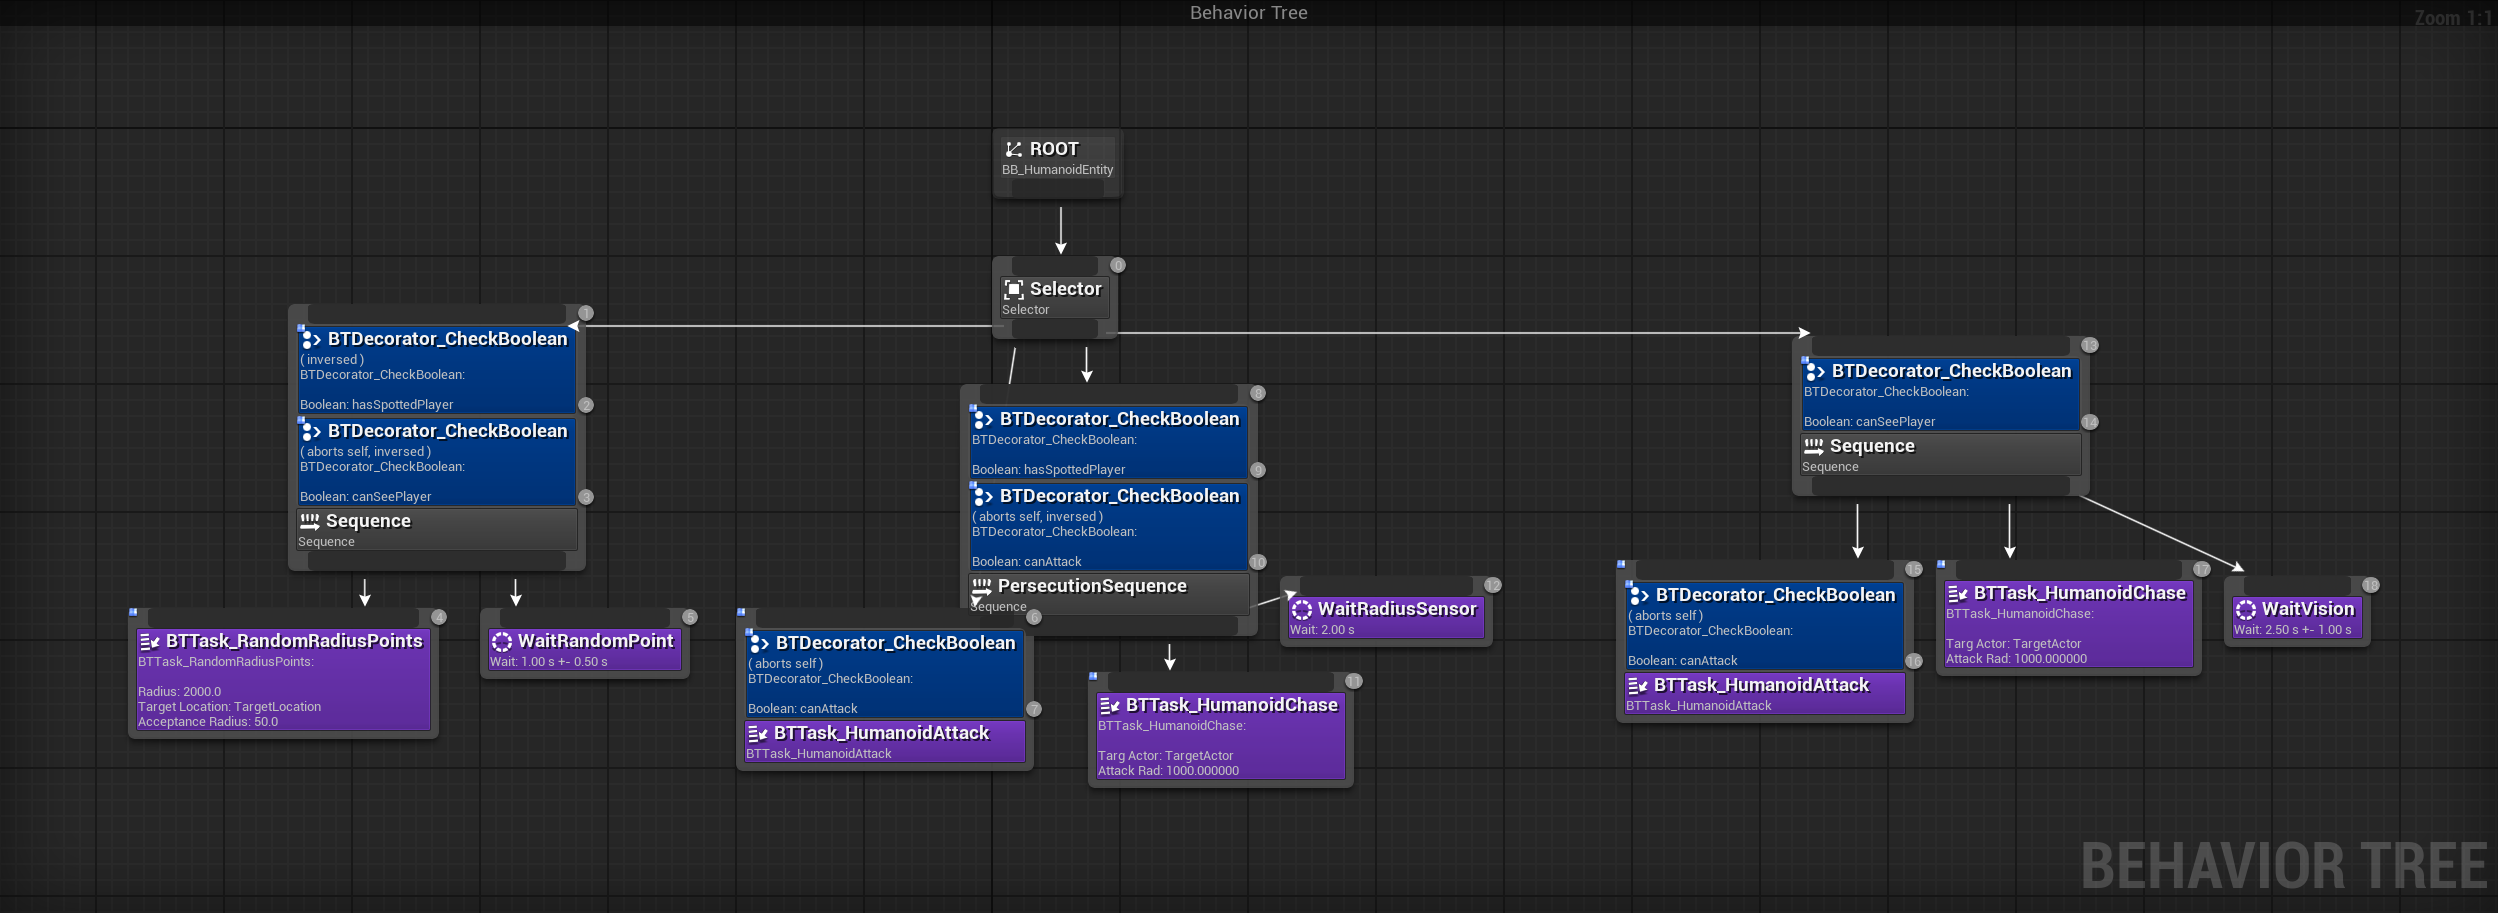 Behavior Tree
Zoom 1:1
ROOT
BB_HumanoidEntity
0
Selector
Selector
1
BTDecorator_CheckBoolean
( inversed )
BTDecorator_CheckBoolean:
Boolean: hasSpottedPlayer
2
BTDecorator_CheckBoolean
( aborts self, inversed )
BTDecorator_CheckBoolean:
Boolean: canSeePlayer
3
Sequence
Sequence
4
BTTask_RandomRadiusPoints
BTTask_RandomRadiusPoints:
Radius: 2000.0
Target Location: TargetLocation
Acceptance Radius: 50.0
5
WaitRandomPoint
Wait: 1.00 s +- 0.50 s
6
BTDecorator_CheckBoolean
( aborts self )
BTDecorator_CheckBoolean:
Boolean: canAttack
7
BTTask_HumanoidAttack
BTTask_HumanoidAttack
8
BTDecorator_CheckBoolean
BTDecorator_CheckBoolean:
Boolean: hasSpottedPlayer
9
BTDecorator_CheckBoolean
( aborts self, inversed )
BTDecorator_CheckBoolean:
Boolean: canAttack
10
PersecutionSequence
Sequence
11
BTTask_HumanoidChase
BTTask_HumanoidChase:
Targ Actor: TargetActor
Attack Rad: 1000.000000
12
WaitRadiusSensor
Wait: 2.00 s
13
BTDecorator_CheckBoolean
BTDecorator_CheckBoolean:
Boolean: canSeePlayer
14
Sequence
Sequence
15
BTDecorator_CheckBoolean
( aborts self )
BTDecorator_CheckBoolean:
Boolean: canAttack
16
BTTask_HumanoidAttack
BTTask_HumanoidAttack
17
BTTask_HumanoidChase
BTTask_HumanoidChase:
Targ Actor: TargetActor
Attack Rad: 1000.000000
18
WaitVision
Wait: 2.50 s +- 1.00 s
BEHAVIOR TREE